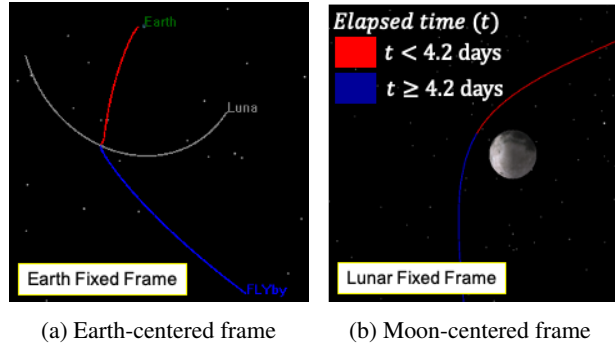 Earth
Luna
FLYby
Earth Fixed Frame
Elapsed time (t)
t < 4.2 days
t ≥ 4.2 days
Lunar Fixed Frame
(a) Earth-centered frame
(b) Moon-centered frame